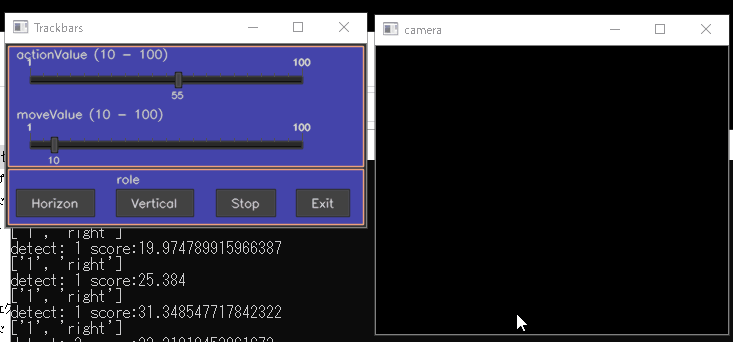 Trackbars
camera
actionValue (10 - 100)
1 100
55
moveValue (10 - 100)
1 100
10
role
Horizon Vertical Stop Exit
['1', 'right']
detect: 1 score:19.974789915966387
['1', 'right']
detect: 1 score:25.384
['1', 'right']
detect: 1 score:31.348547717842322
['1', 'right']